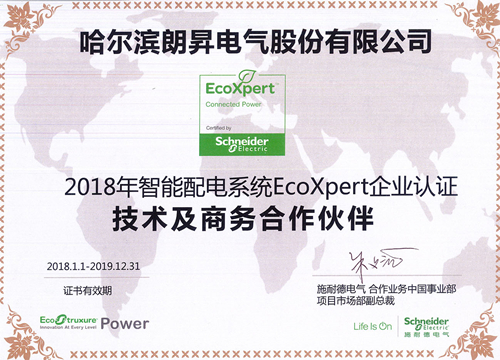 哈尔滨朗昇电气股份有限公司
EcoXpert™
Connected Power
Certified by
Schneider Electric
2018年智能配电系统EcoXpert企业认证
技术及商务合作伙伴
2018.1.1-2019.12.31
证书有效期
施耐德电气 合作业务中国事业部
项目市场部副总裁
EcoStruxure
Innovation At Every Level
Power
Life Is On
Schneider Electric
施耐德电气